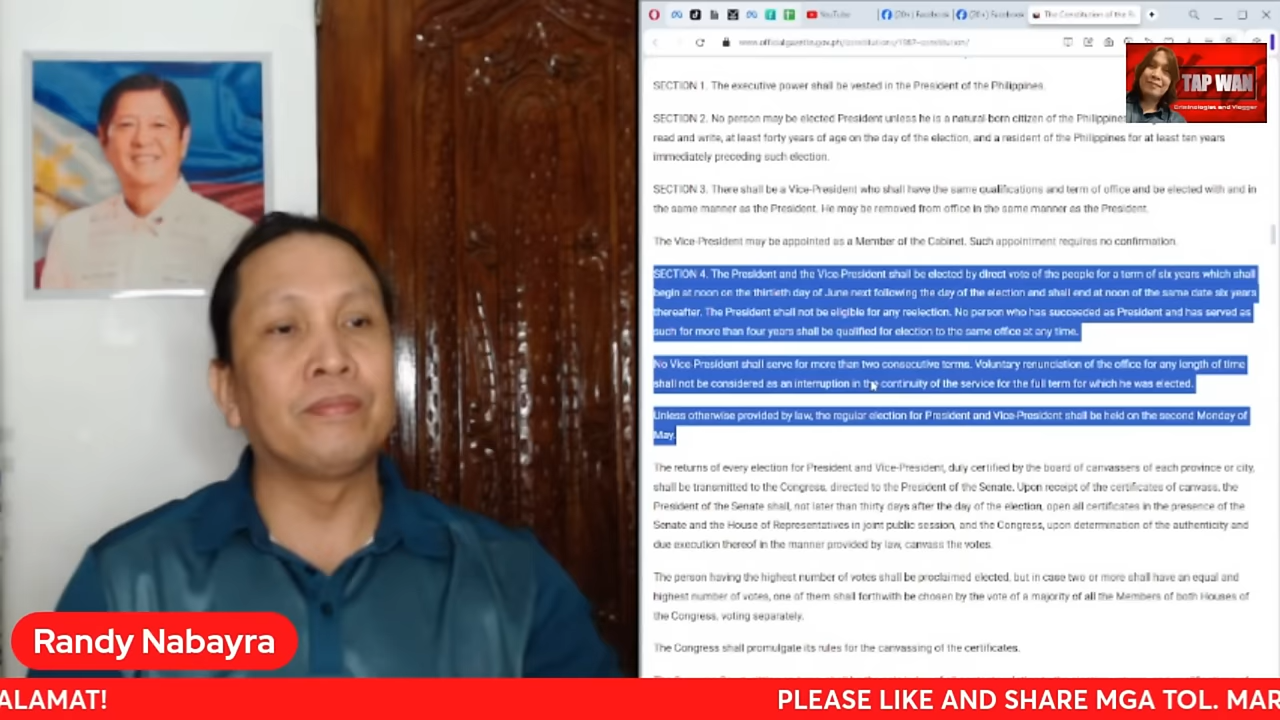 YouTube
(20+) Facebook
(20+) Facebook
The Constitution of the R
www.officialgazette.gov.ph/constitutions/1987-constitution/
TAP WAN
Criminologist and Vlogger
SECTION 1. The executive power shall be vested in the President of the Philippines.
SECTION 2. No person may be elected President unless he is a natural-born citizen of the Philippines
read and write, at least forty years of age on the day of the election, and a resident of the Philippines for at least ten years
immediately preceding such election.
SECTION 3. There shall be a Vice-President who shall have the same qualifications and term of office and be elected with and in
the same manner as the President. He may be removed from office in the same manner as the President.
The Vice-President may be appointed as a Member of the Cabinet. Such appointment requires no confirmation.
SECTION 4. The President and the Vice-President shall be elected by direct vote of the people for a term of six years which shall
begin at noon on the thirtieth day of June next following the day of the election and shall end at noon of the same date six years
thereafter. The President shall not be eligible for any reelection. No person who has succeeded as President and has served as
such for more than four years shall be qualified for election to the same office at any time.
No Vice-President shall serve for more than two consecutive terms. Voluntary renunciation of the office for any length of time
shall not be considered as an interruption in the continuity of the service for the full term for which he was elected.
Unless otherwise provided by law, the regular election for President and Vice-President shall be held on the second Monday of
May.
The returns of every election for President and Vice-President, duly certified by the board of canvassers of each province or city,
shall be transmitted to the Congress, directed to the President of the Senate. Upon receipt of the certificates of canvass, the
President of the Senate shall, not later than thirty days after the day of the election, open all certificates in the presence of the
Senate and the House of Representatives in joint public session, and the Congress, upon determination of the authenticity and
due execution thereof in the manner provided by law, canvass the votes.
The person having the highest number of votes shall be proclaimed elected, but in case two or more shall have an equal and
highest number of votes, one of them shall forthwith be chosen by the vote of a majority of all the Members of both Houses of
the Congress, voting separately.
The Congress shall promulgate its rules for the canvassing of the certificates.
Randy Nabayra
ALAMAT!
PLEASE LIKE AND SHARE MGA TOL. MAR